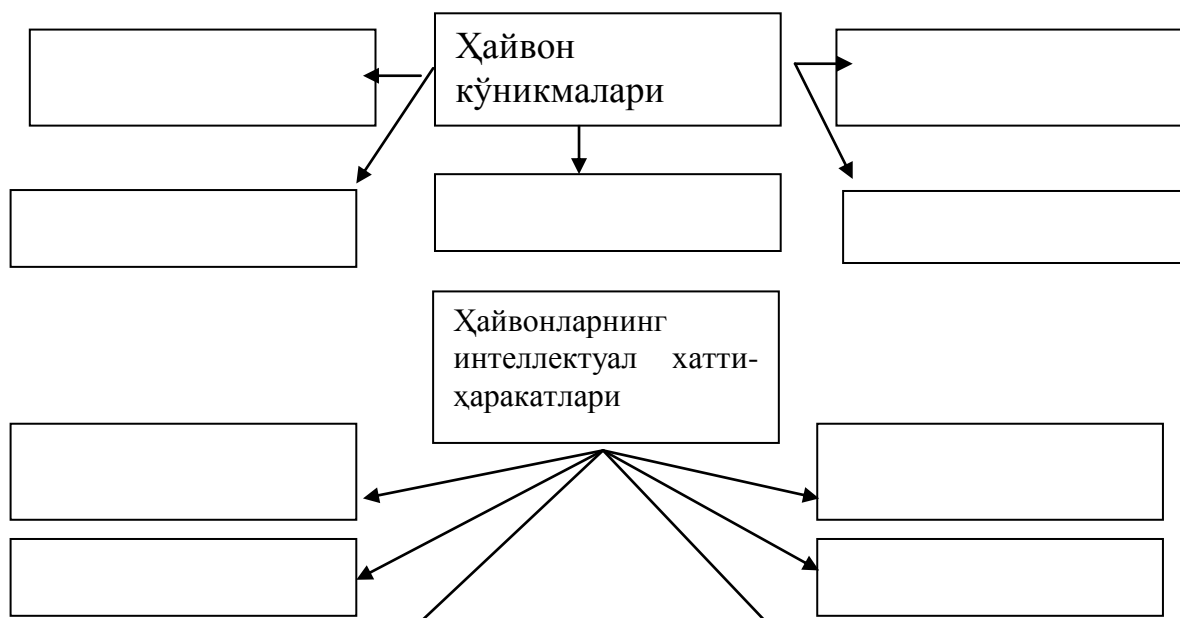 Ҳайвон
кўникмалари
Ҳайвонларнинг
интеллектуал хатти-
ҳаракатлари